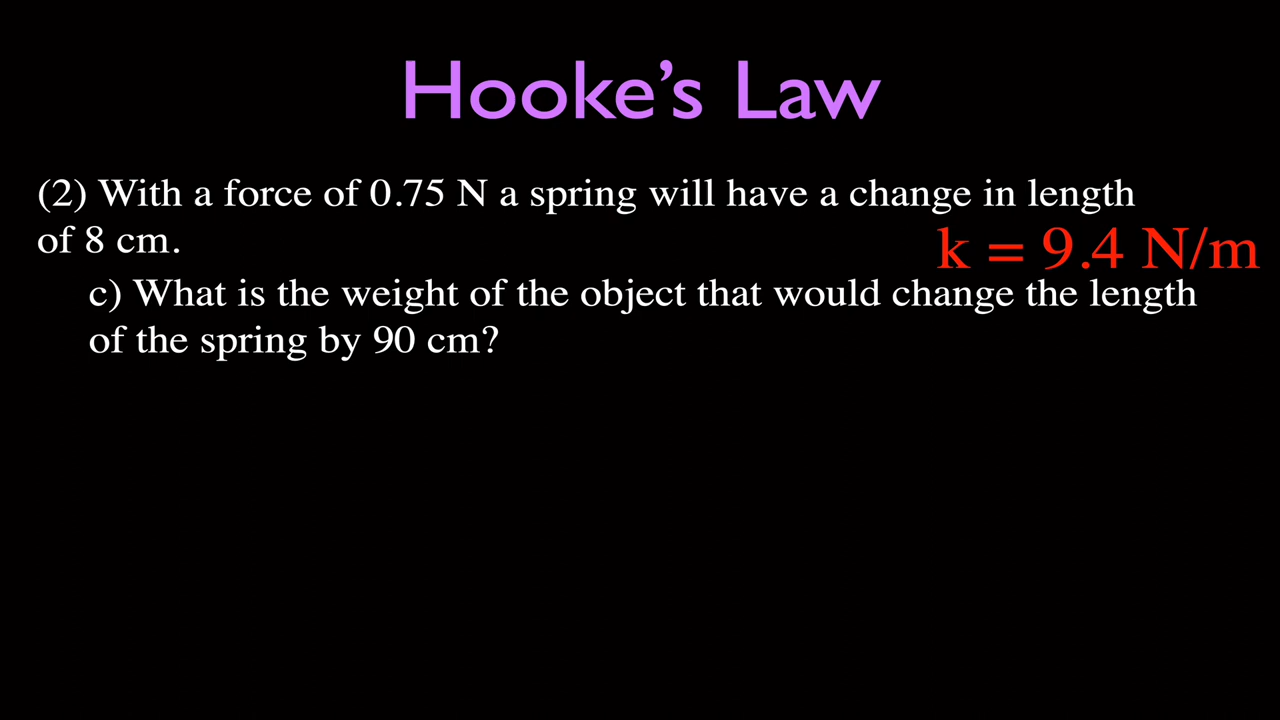 Hooke’s Law
(2) With a force of 0.75 N a spring will have a change in length
of 8 cm.
k = 9.4 N/m
c) What is the weight of the object that would change the length
of the spring by 90 cm?